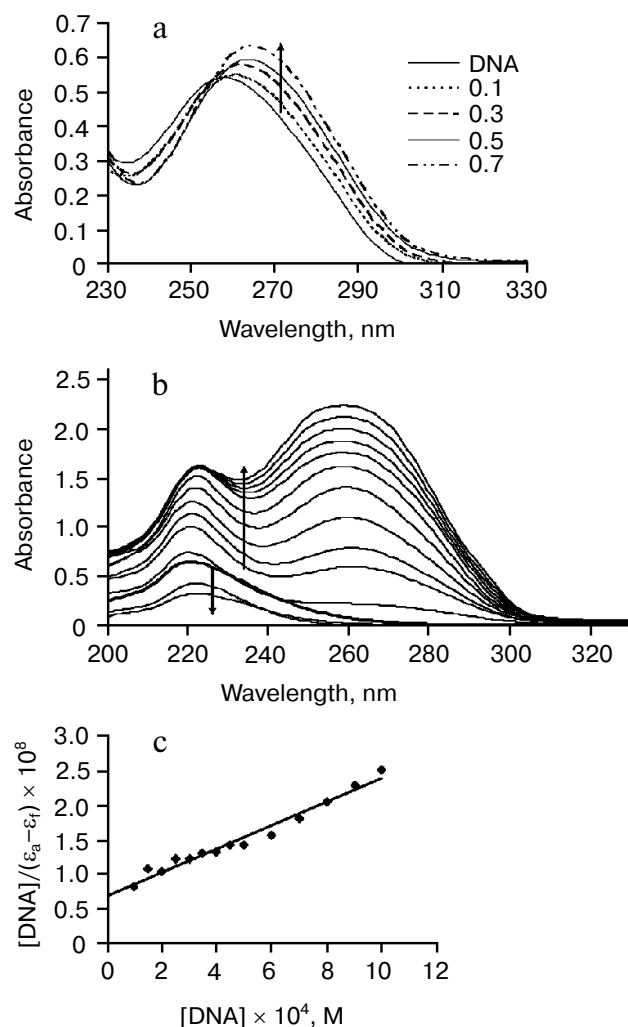 a
0.7
0.6
0.5
0.4
0.3
0.2
0.1
0
Absorbance
DNA
0.1
0.3
0.5
0.7
230 250 270 290 310 330
Wavelength, nm
b
2.5
2.0
1.5
1.0
0.5
0
Absorbance
200 220 240 260 280 300 320
Wavelength, nm
c
3.0
2.5
2.0
1.5
1.0
0.5
0
[DNA]/(εa–εf) × 10⁸
0 2 4 6 8 10 12
[DNA] × 10⁴, M